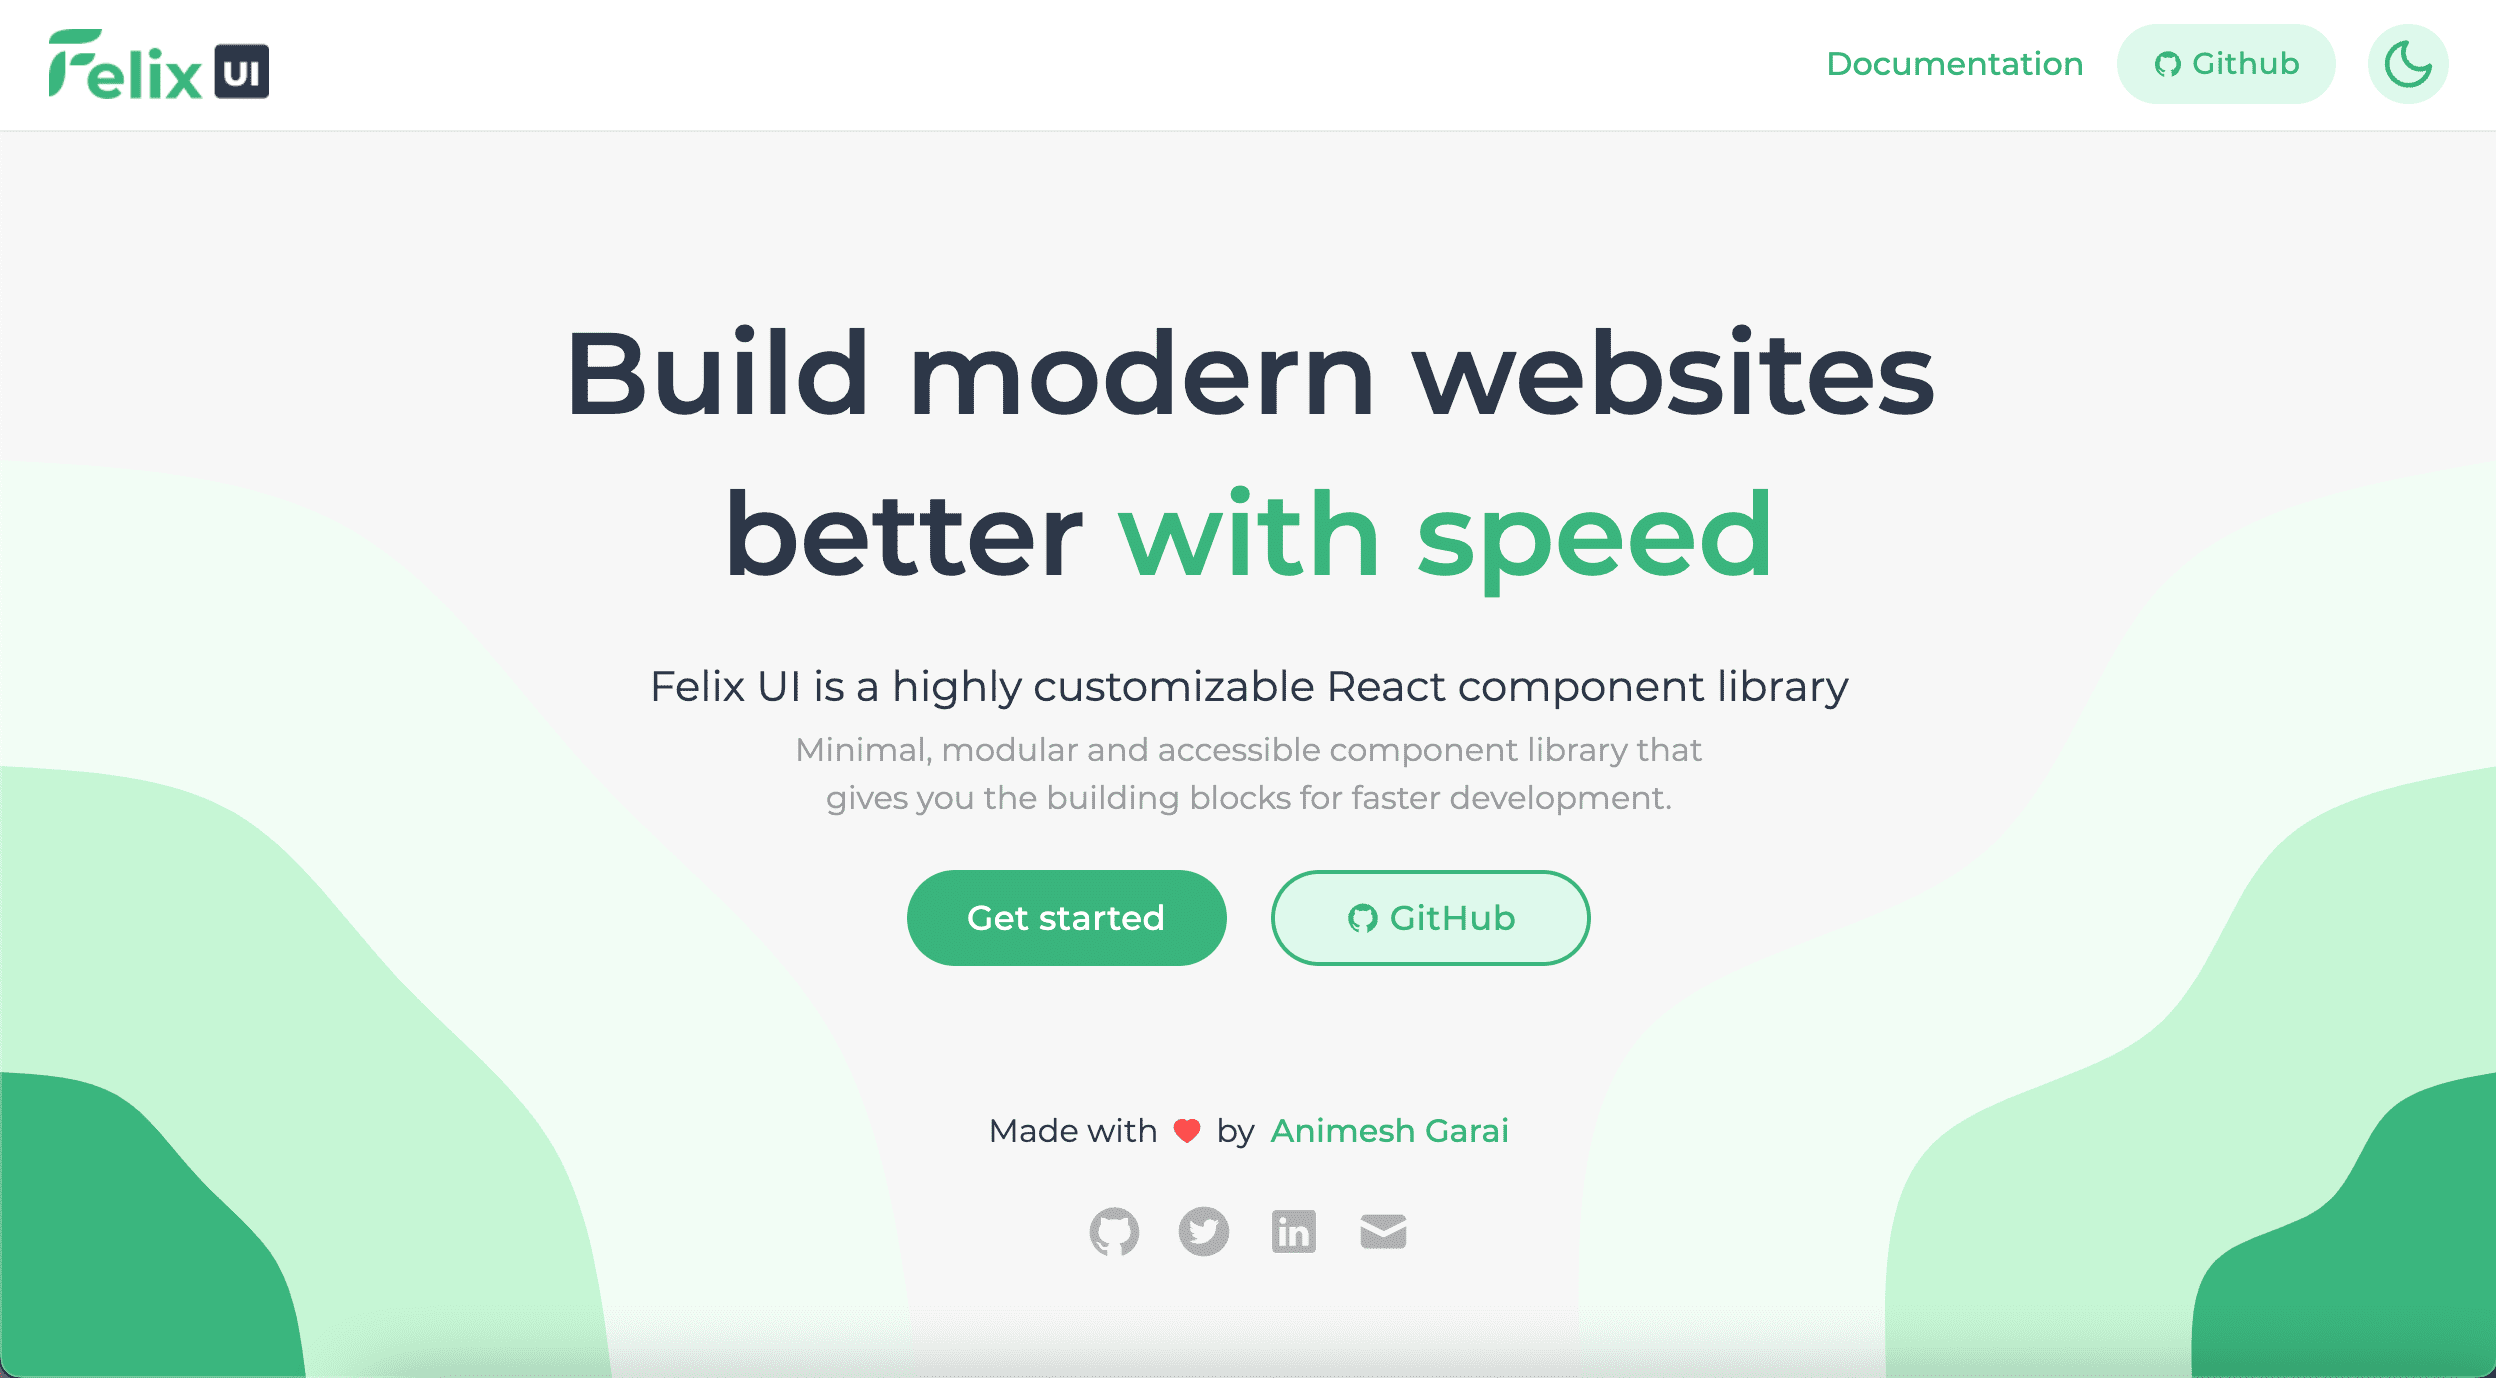 Felix UI
Documentation
Github
Build modern websites
better with speed
Felix UI is a highly customizable React component library
Minimal, modular and accessible component library that
gives you the building blocks for faster development.
Get started
GitHub
Made with by Animesh Garai
in